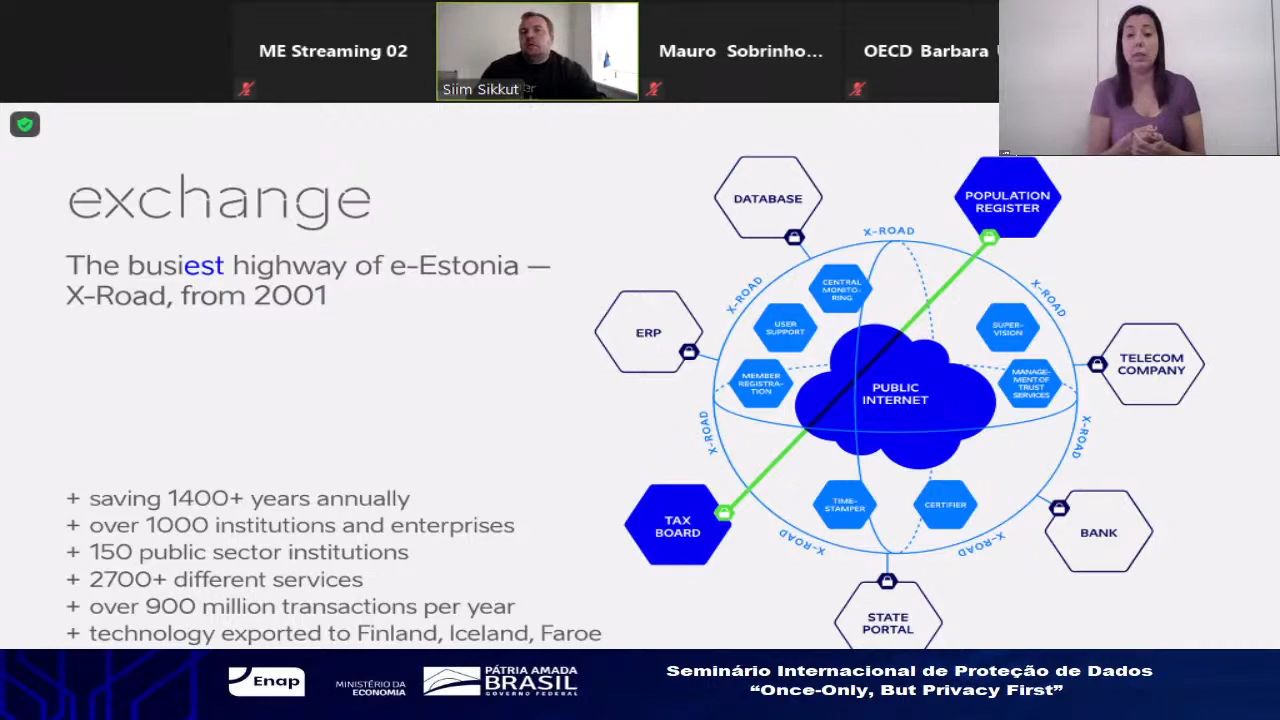 ME Streaming 02
Siim Sikkut
Mauro Sobrinho...
OECD Barbara
exchange
The busiest highway of e-Estonia —
X-Road, from 2001
+ saving 1400+ years annually
+ over 1000 institutions and enterprises
+ 150 public sector institutions
+ 2700+ different services
+ over 900 million transactions per year
+ technology exported to Finland, Iceland, Faroe
DATABASE
POPULATION
REGISTER
X-ROAD
X-ROAD
X-ROAD
CENTRAL
MONITO-
RING
USER
SUPPORT
SUPER-
VISION
ERP
TELECOM
COMPANY
MEMBER
REGISTRA-
TION
MANAGE-
MENT OF
TRUST
SERVICES
PUBLIC
INTERNET
X-ROAD
X-ROAD
TIME-
STAMPER
CERTIFIER
TAX
BOARD
BANK
X-ROAD
X-ROAD
STATE
PORTAL
Enap
MINISTÉRIO DA
ECONOMIA
PÁTRIA AMADA
BRASIL
GOVERNO FEDERAL
Seminário Internacional de Proteção de Dados
“Once-Only, But Privacy First”